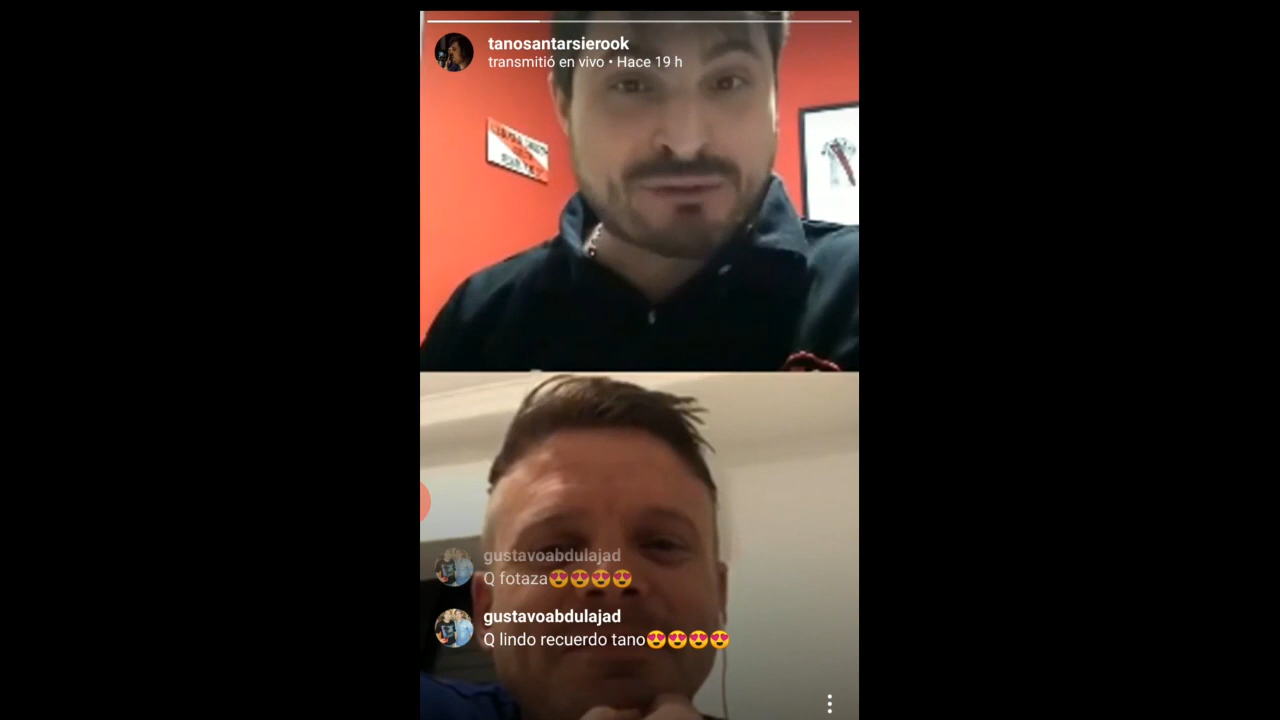 tanosantarsierook
transmitió en vivo • Hace 19 h
gustavoabdulajad
Q fotaza😍😍😍😍
gustavoabdulajad
Q lindo recuerdo tano😍😍😍😍